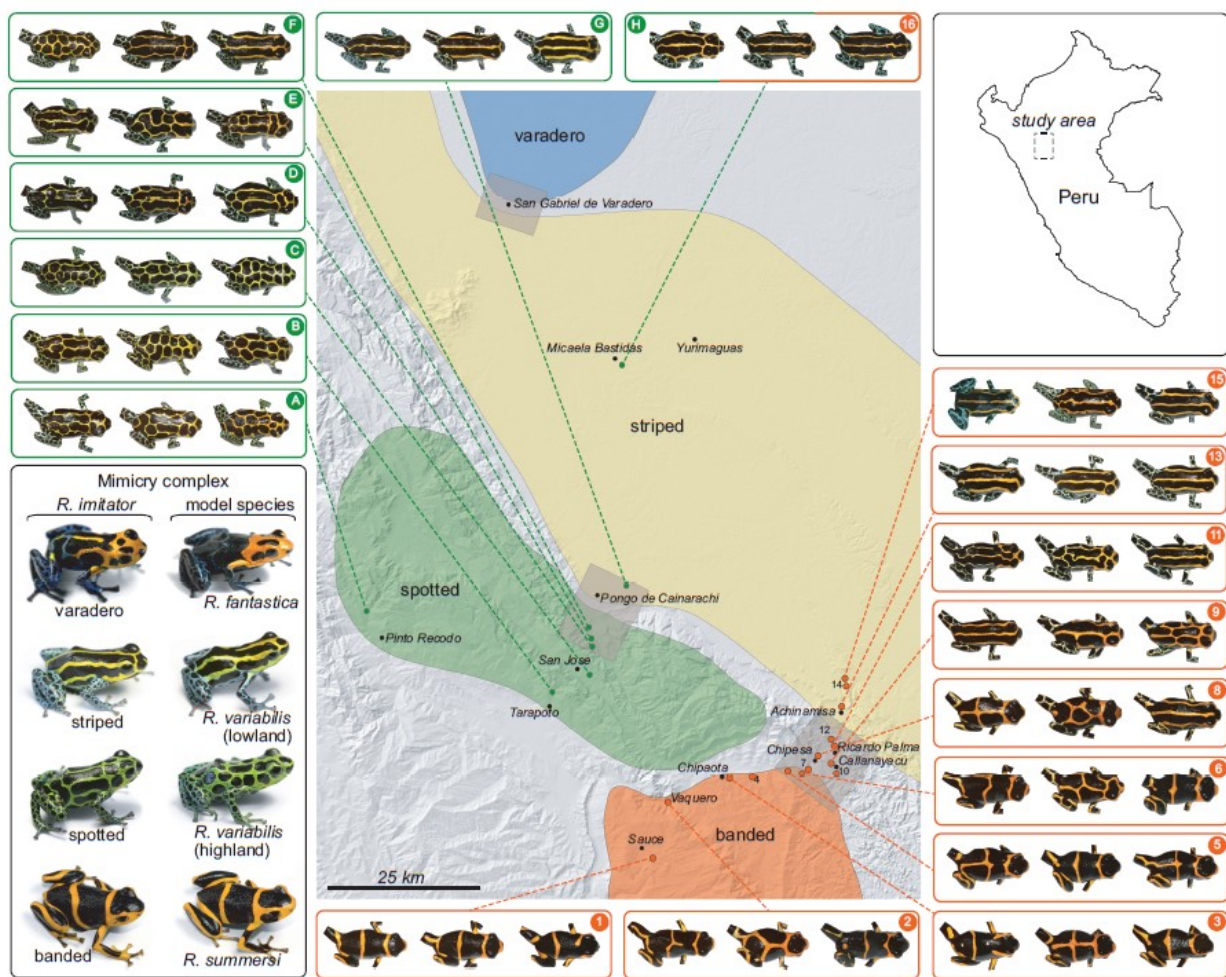 F
G
H
16
E
D
C
B
A
varadero
San Gabriel de Varadero
Micaela Bastidas
Yurimaguas
striped
spotted
Pongo de Cainarachi
Pinto Recodo
San Jose
Tarapoto
14
Achinamisa
12
Ricardo Palma
Chipesa
Callanayacu
7
10
Chipaota
4
Vaquero
banded
Sauce
25 km
study area
Peru
15
13
11
9
8
6
5
3
1
2
Mimicry complex
R. imitator
model species
varadero
R. fantastica
striped
R. variabilis
(lowland)
spotted
R. variabilis
(highland)
banded
R. summersi